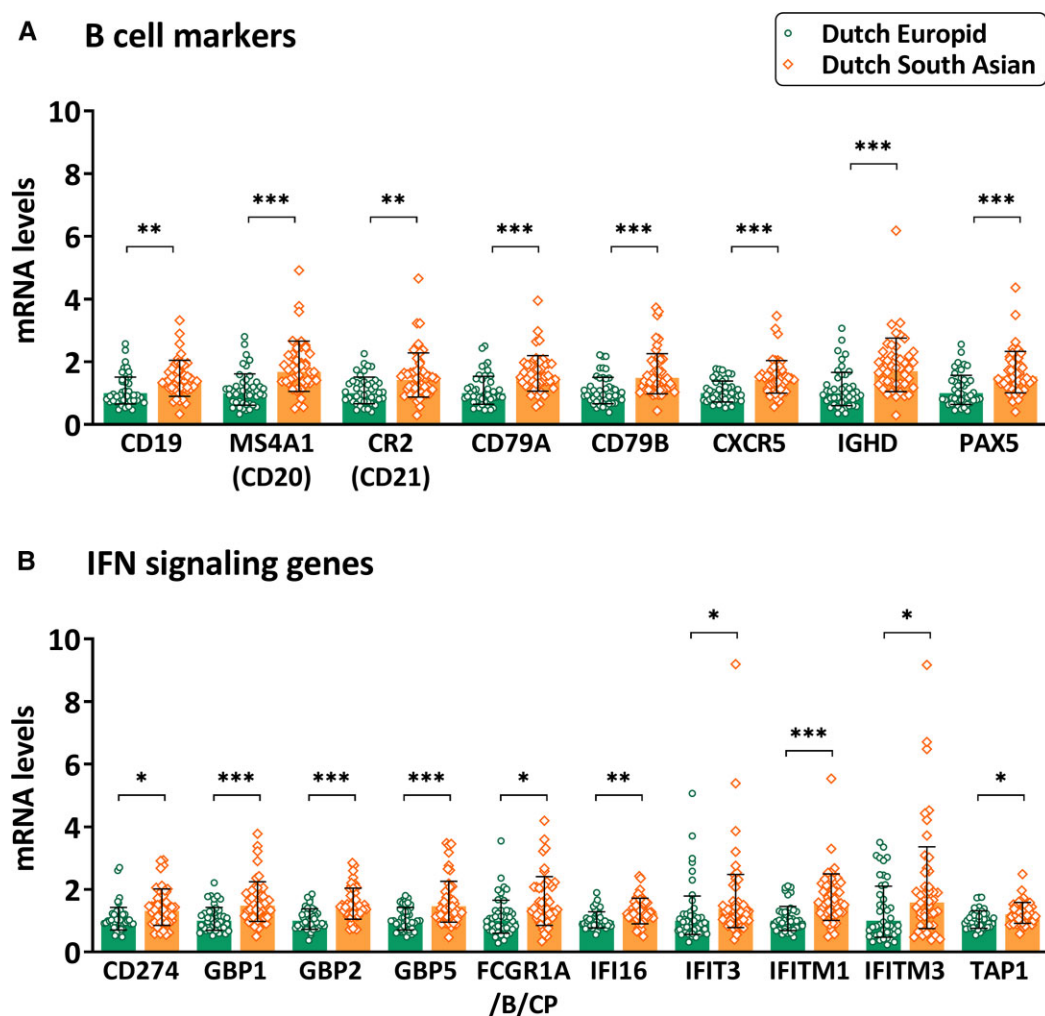 A B cell markers
Dutch Europid
Dutch South Asian
mRNA levels
10
8
6
4
2
0
** *** ** *** *** *** *** ***
CD19 MS4A1 CR2 CD79A CD79B CXCR5 IGHD PAX5
(CD20) (CD21)
B IFN signaling genes
mRNA levels
10
8
6
4
2
0
* *** *** *** * ** * *** * *
CD274 GBP1 GBP2 GBP5 FCGR1A IFI16 IFIT3 IFITM1 IFITM3 TAP1
/B/CP